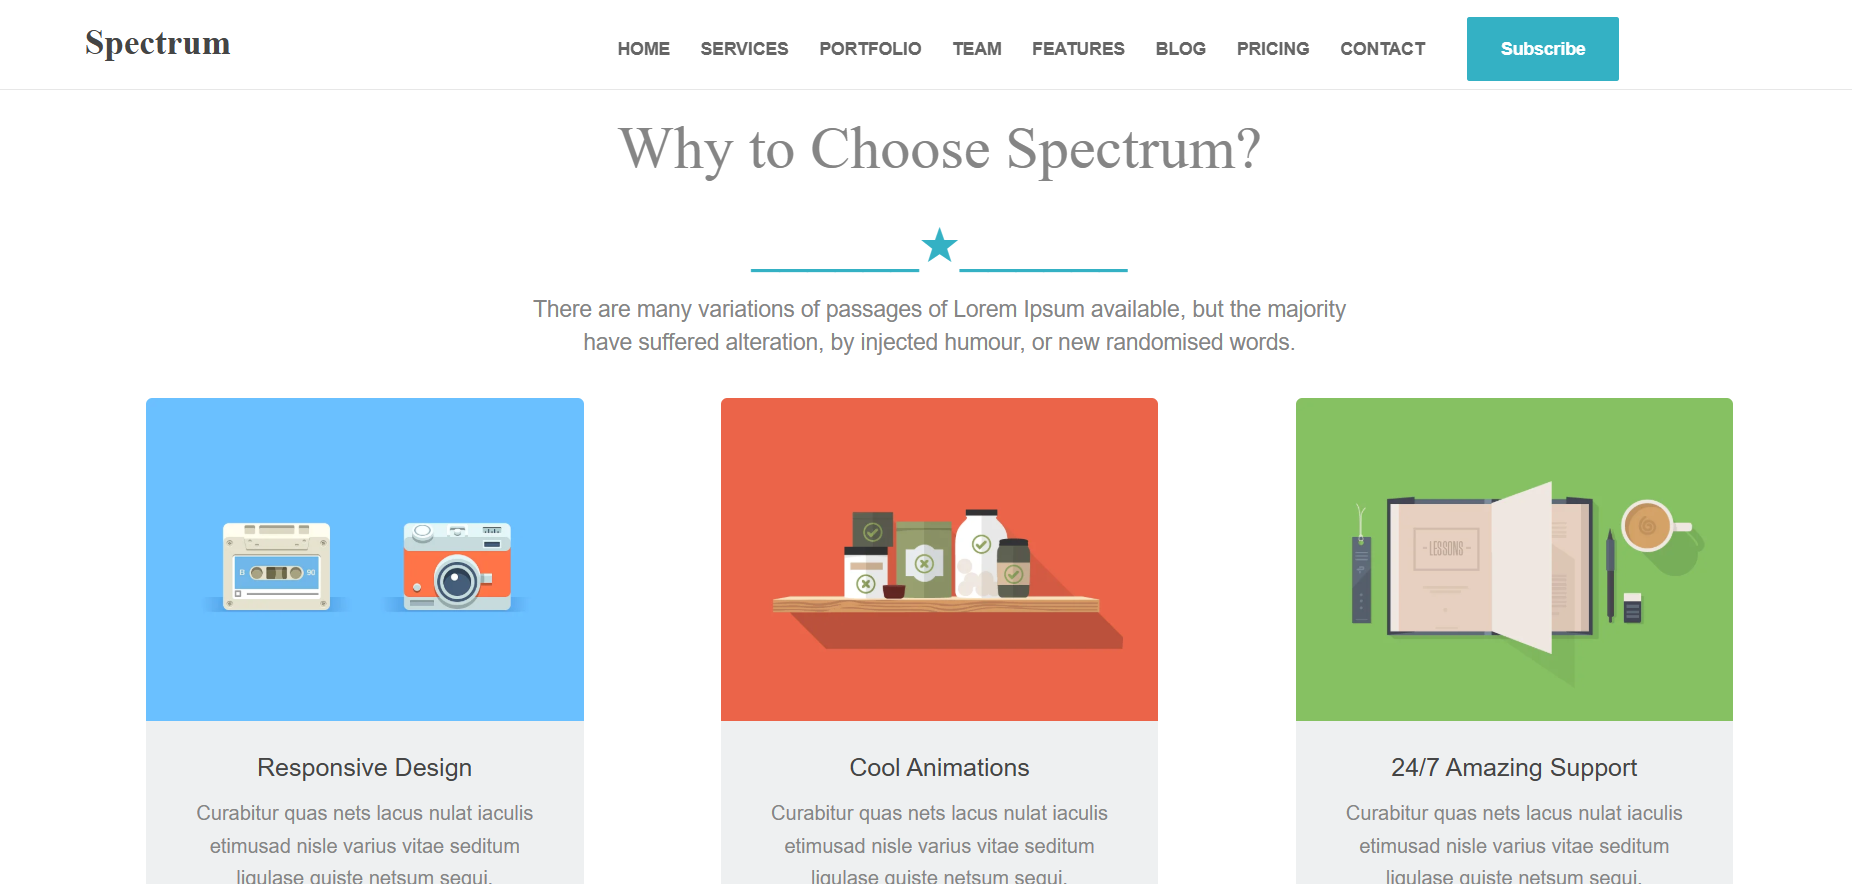 Spectrum
HOME SERVICES PORTFOLIO TEAM FEATURES BLOG PRICING CONTACT Subscribe
Why to Choose Spectrum?
There are many variations of passages of Lorem Ipsum available, but the majority
have suffered alteration, by injected humour, or new randomised words.
B 90
LESSONS
Responsive Design
Curabitur quas nets lacus nulat iaculis
etimusad nisle varius vitae seditum
ligulase quiste netsum sequi.
Cool Animations
Curabitur quas nets lacus nulat iaculis
etimusad nisle varius vitae seditum
ligulase quiste netsum sequi.
24/7 Amazing Support
Curabitur quas nets lacus nulat iaculis
etimusad nisle varius vitae seditum
ligulase quiste netsum sequi.